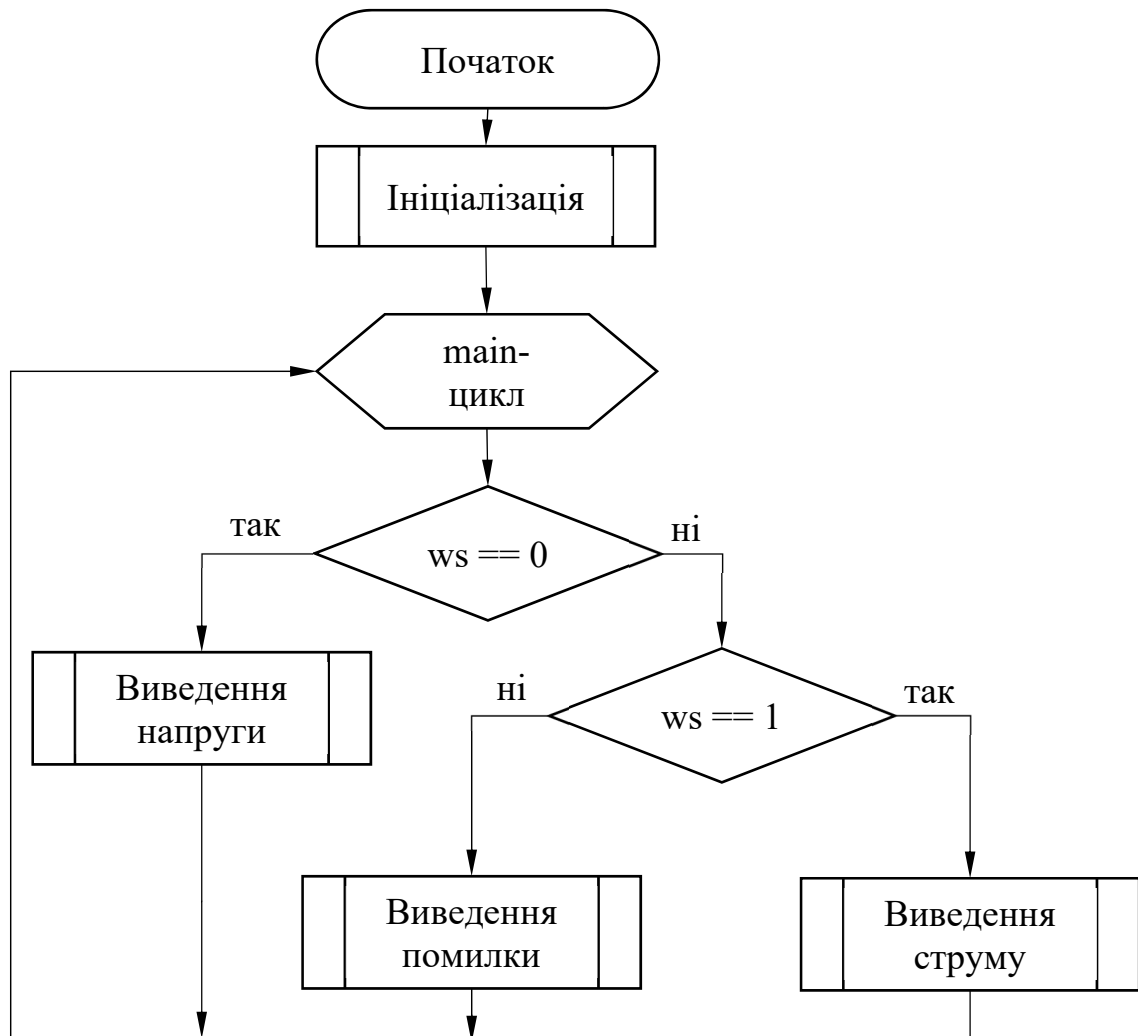 Початок
Ініціалізація
main-
цикл
так
ні
ws == 0
Виведення
напруги
ні
так
ws == 1
Виведення
помилки
Виведення
струму